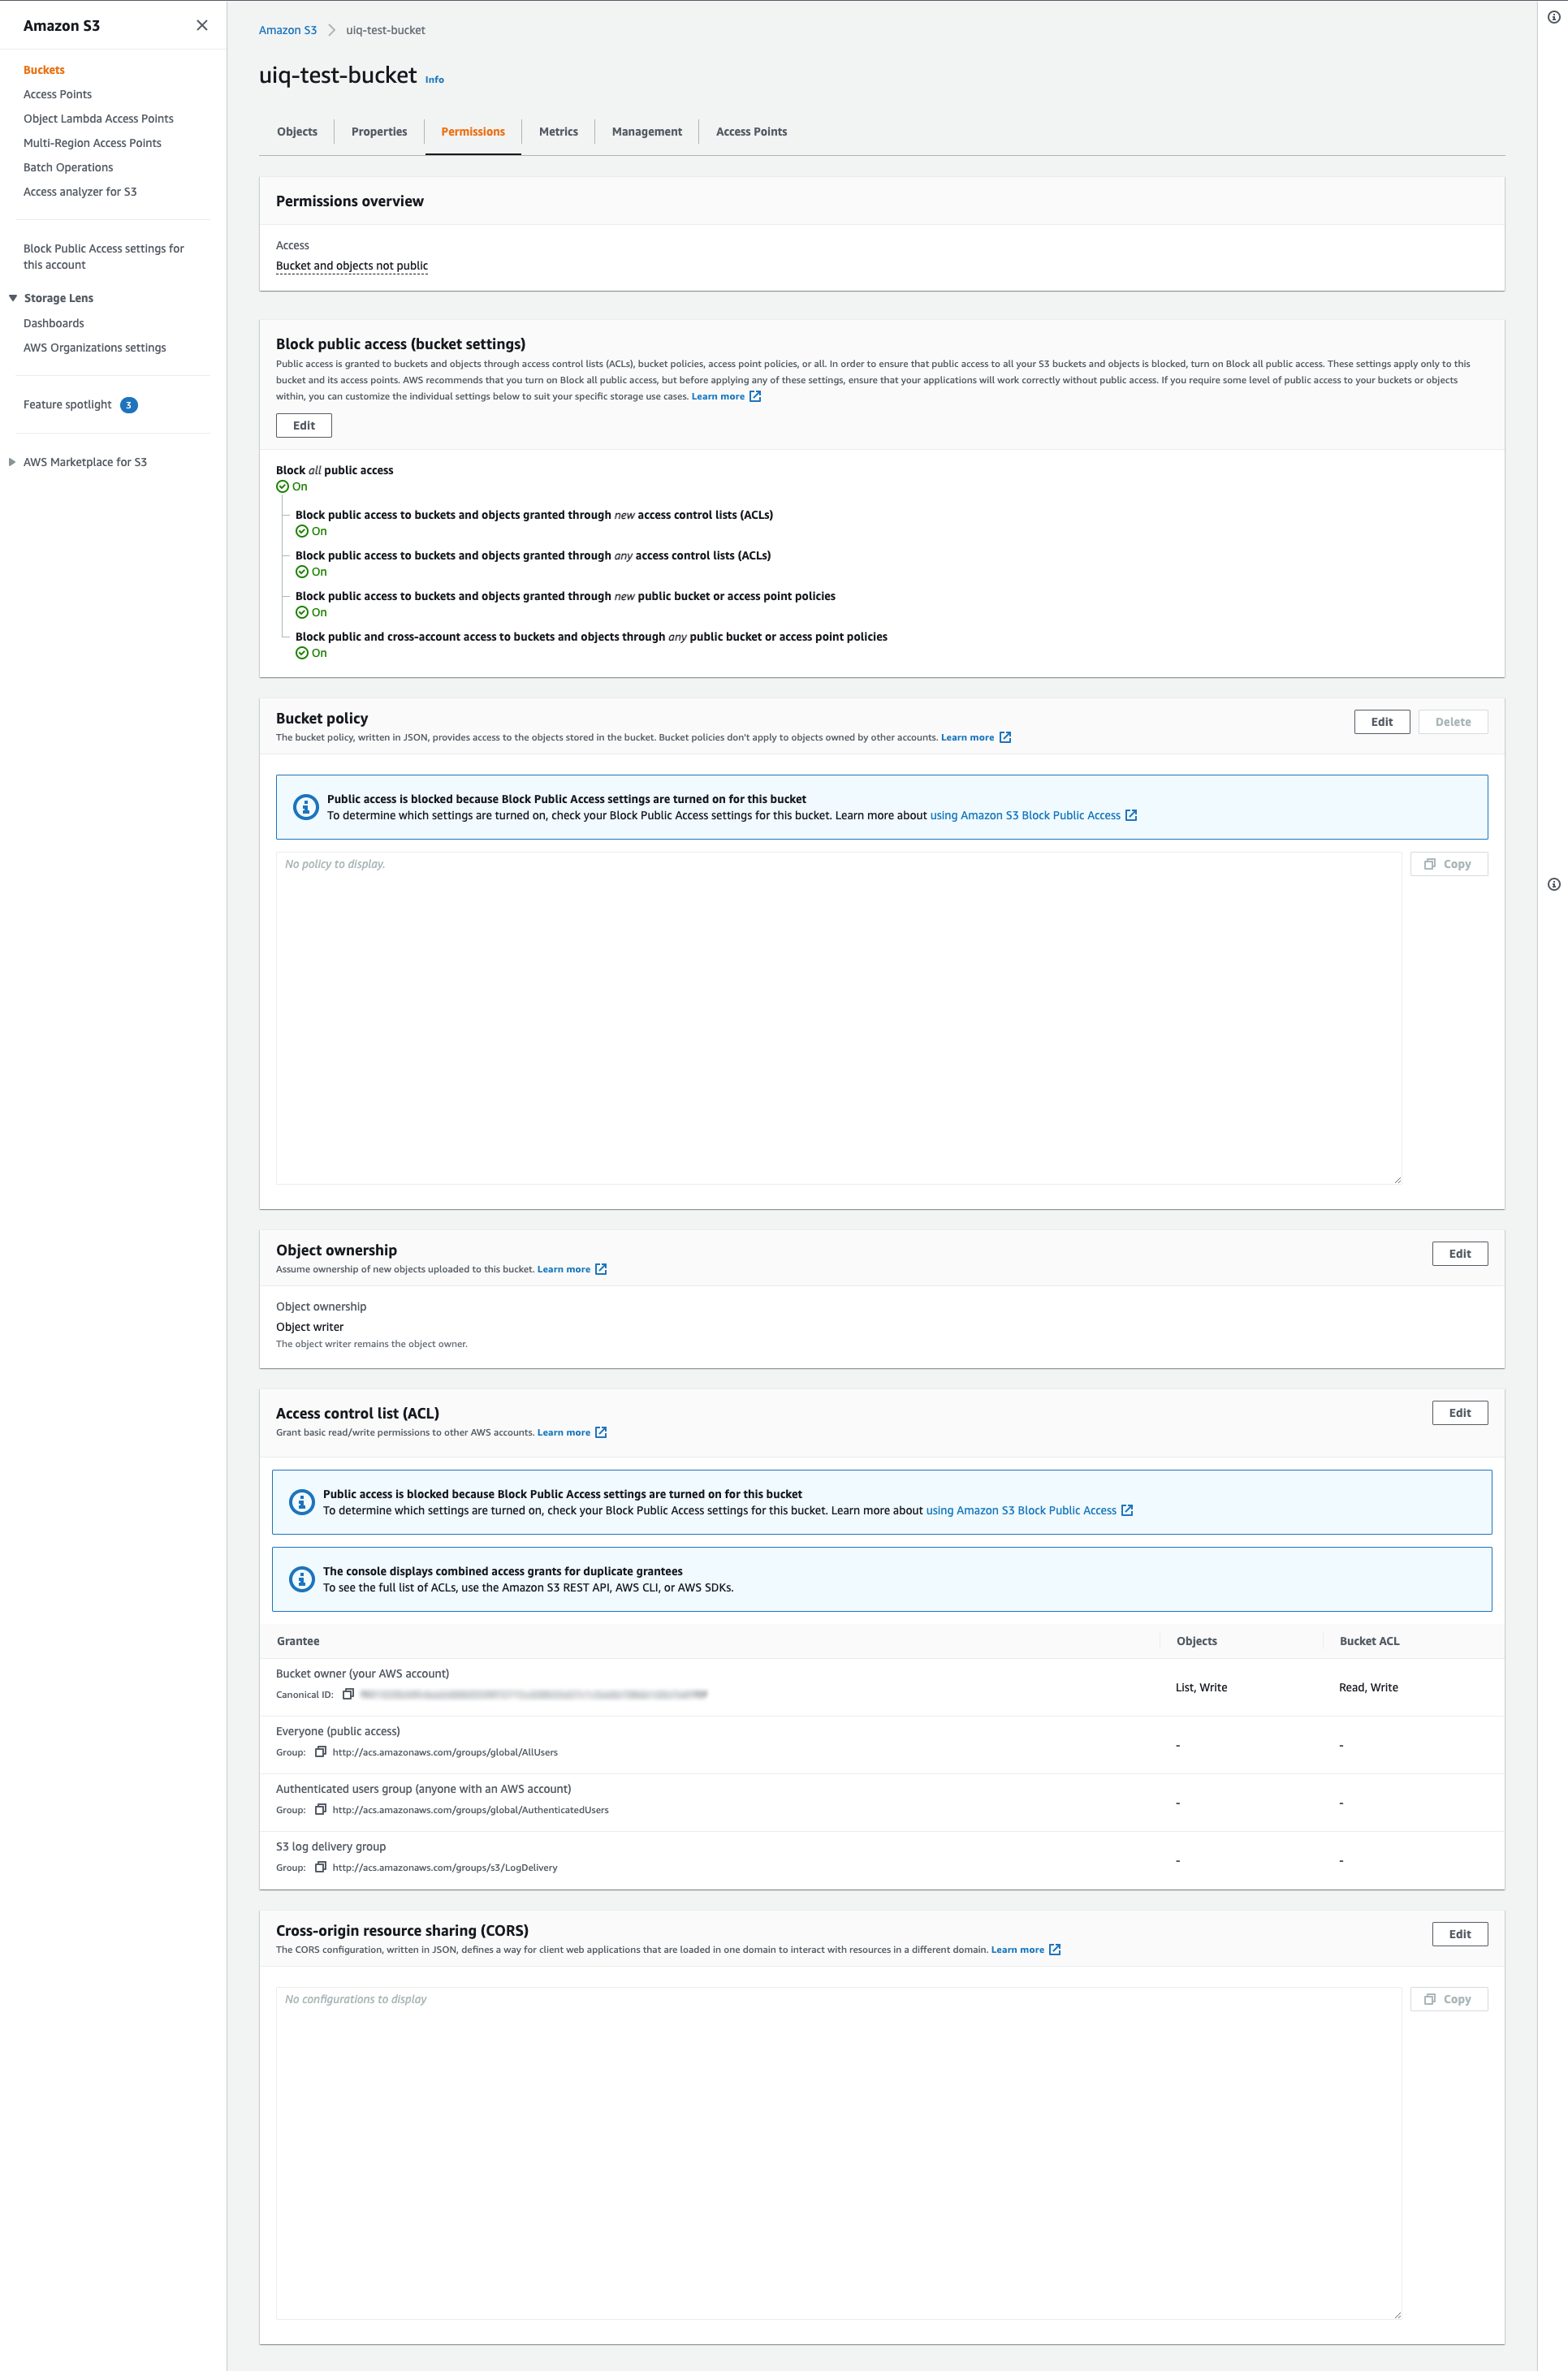 Amazon S3
Buckets
Access Points
Object Lambda Access Points
Multi-Region Access Points
Batch Operations
Access analyzer for S3
Block Public Access settings for
this account
Storage Lens
Dashboards
AWS Organizations settings
Feature spotlight 3
AWS Marketplace for S3
Amazon S3 uiq-test-bucket
uiq-test-bucket Info
Objects Properties Permissions Metrics Management Access Points
Permissions overview
Access
Bucket and objects not public
Block public access (bucket settings)
Public access is granted to buckets and objects through access control lists (ACLs), bucket policies, access point policies, or all. In order to ensure that public access to all your S3 buckets and objects is blocked, turn on Block all public access. These settings apply only to this
bucket and its access points. AWS recommends that you turn on Block all public access, but before applying any of these settings, ensure that your applications will work correctly without public access. If you require some level of public access to your buckets or objects
within, you can customize the individual settings below to suit your specific storage use cases. Learn more
Edit
Block all public access
On
Block public access to buckets and objects granted through new access control lists (ACLs)
On
Block public access to buckets and objects granted through any access control lists (ACLs)
On
Block public access to buckets and objects granted through new public bucket or access point policies
On
Block public and cross-account access to buckets and objects through any public bucket or access point policies
On
Bucket policy
Edit Delete
The bucket policy, written in JSON, provides access to the objects stored in the bucket. Bucket policies don't apply to objects owned by other accounts. Learn more
Public access is blocked because Block Public Access settings are turned on for this bucket
To determine which settings are turned on, check your Block Public Access settings for this bucket. Learn more about using Amazon S3 Block Public Access
No policy to display.
Copy
Object ownership
Edit
Assume ownership of new objects uploaded to this bucket. Learn more
Object ownership
Object writer
The object writer remains the object owner.
Access control list (ACL)
Edit
Grant basic read/write permissions to other AWS accounts. Learn more
Public access is blocked because Block Public Access settings are turned on for this bucket
To determine which settings are turned on, check your Block Public Access settings for this bucket. Learn more about using Amazon S3 Block Public Access
The console displays combined access grants for duplicate grantees
To see the full list of ACLs, use the Amazon S3 REST API, AWS CLI, or AWS SDKs.
Grantee Objects Bucket ACL
Bucket owner (your AWS account)
Canonical ID:
List, Write Read, Write
Everyone (public access)
Group: http://acs.amazonaws.com/groups/global/AllUsers
- -
Authenticated users group (anyone with an AWS account)
Group: http://acs.amazonaws.com/groups/global/AuthenticatedUsers
- -
S3 log delivery group
Group: http://acs.amazonaws.com/groups/s3/LogDelivery
- -
Cross-origin resource sharing (CORS)
Edit
The CORS configuration, written in JSON, defines a way for client web applications that are loaded in one domain to interact with resources in a different domain. Learn more
No configurations to display
Copy